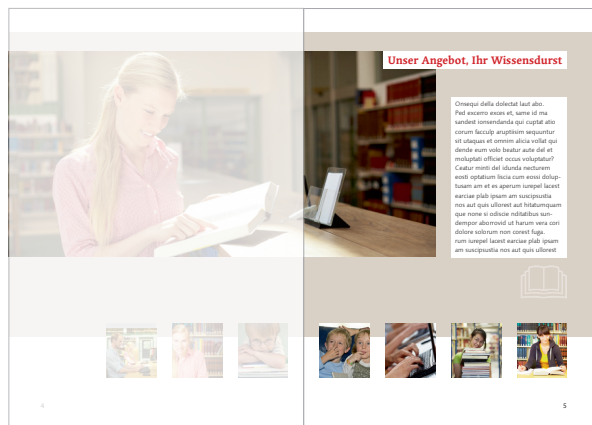 Unser Angebot, Ihr Wissensdurst
Onsequi della dolectat laut abo.
Ped excerro exces et, same id ma
sandest ionsendanda qui cuptat atio
corum facculp aruptisim sequuntur
sit utaquas et omnim alicia vollat qui
dende eum volo beatur aute del et
moluptati officiet occus voluptatur?
Ceatur minti del idunda necturem
eosti optatium liscia cum eossi dolup-
tusam am et es aperum iurepel lacest
earciae plab ipsam am suscipsustia
nos aut quis ullorest aut hitatumquam
que none si odiscie nditatibus sun-
dempor aborrovid ut harum vera cori
dolore solorum non corest fuga.
rum iurepel lacest earciae plab ipsam
am suscipsustia nos aut quis ullorest
4
5